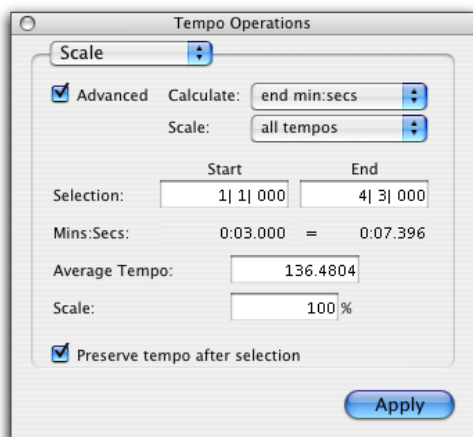 Tempo Operations
Scale
Advanced Calculate: end min:secs
Scale: all tempos
Start End
Selection: 1| 1| 000 4| 3| 000
Mins:Secs: 0:03.000 = 0:07.396
Average Tempo: 136.4804
Scale: 100 %
Preserve tempo after selection
Apply